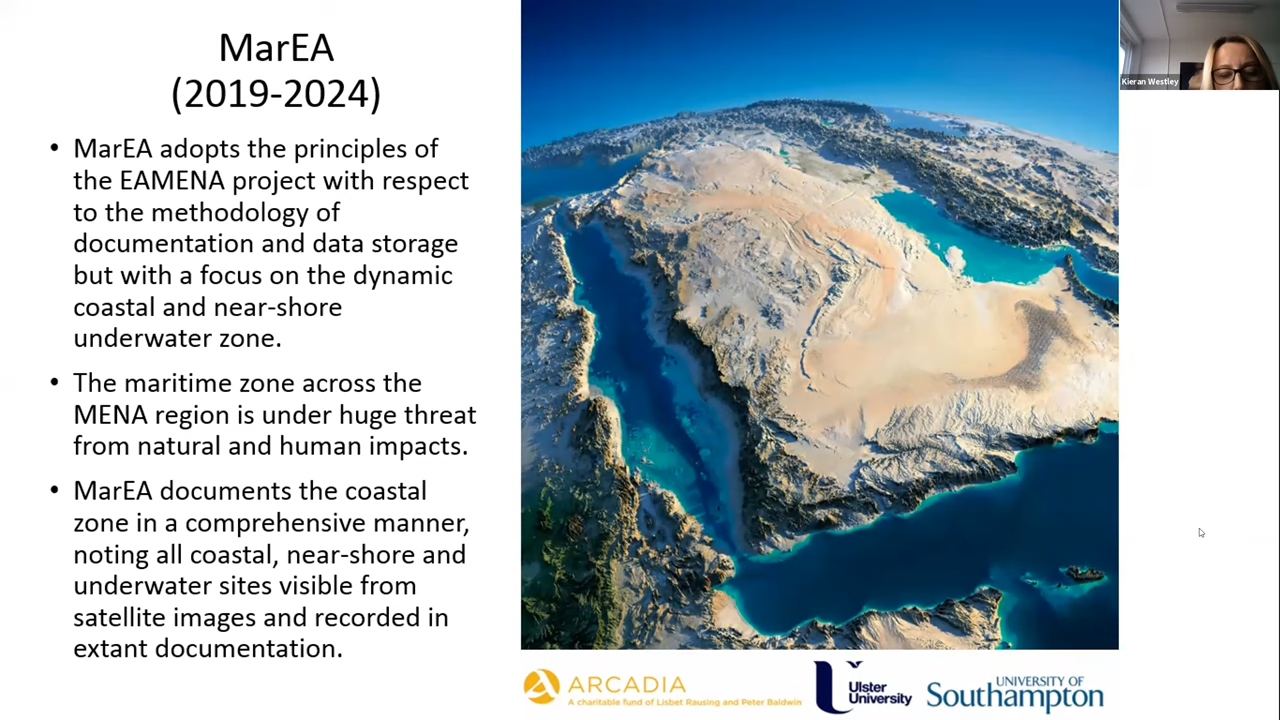 MarEA
(2019-2024)
• MarEA adopts the principles of
the EAMENA project with respect
to the methodology of
documentation and data storage
but with a focus on the dynamic
coastal and near-shore
underwater zone.
• The maritime zone across the
MENA region is under huge threat
from natural and human impacts.
• MarEA documents the coastal
zone in a comprehensive manner,
noting all coastal, near-shore and
underwater sites visible from
satellite images and recorded in
extant documentation.
Kieran Westley
ARCADIA
A charitable fund of Lisbet Rausing and Peter Baldwin
Ulster
University
UNIVERSITY OF
Southampton